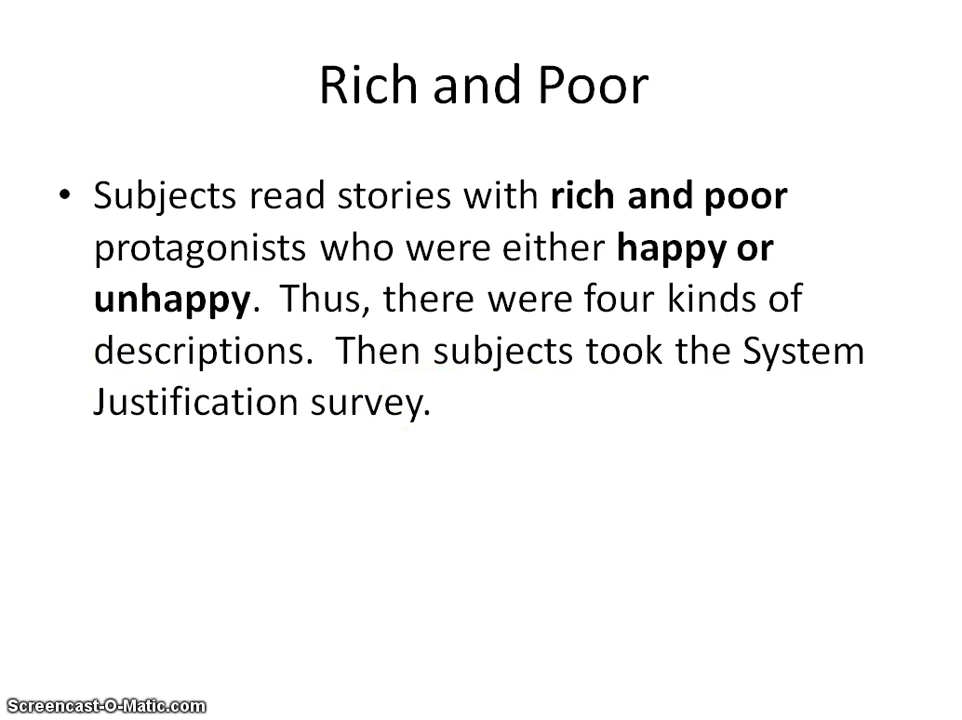 Rich and Poor
• Subjects read stories with rich and poor
protagonists who were either happy or
unhappy.  Thus, there were four kinds of
descriptions.  Then subjects took the System
Justification survey.
Screencast-O-Matic.com